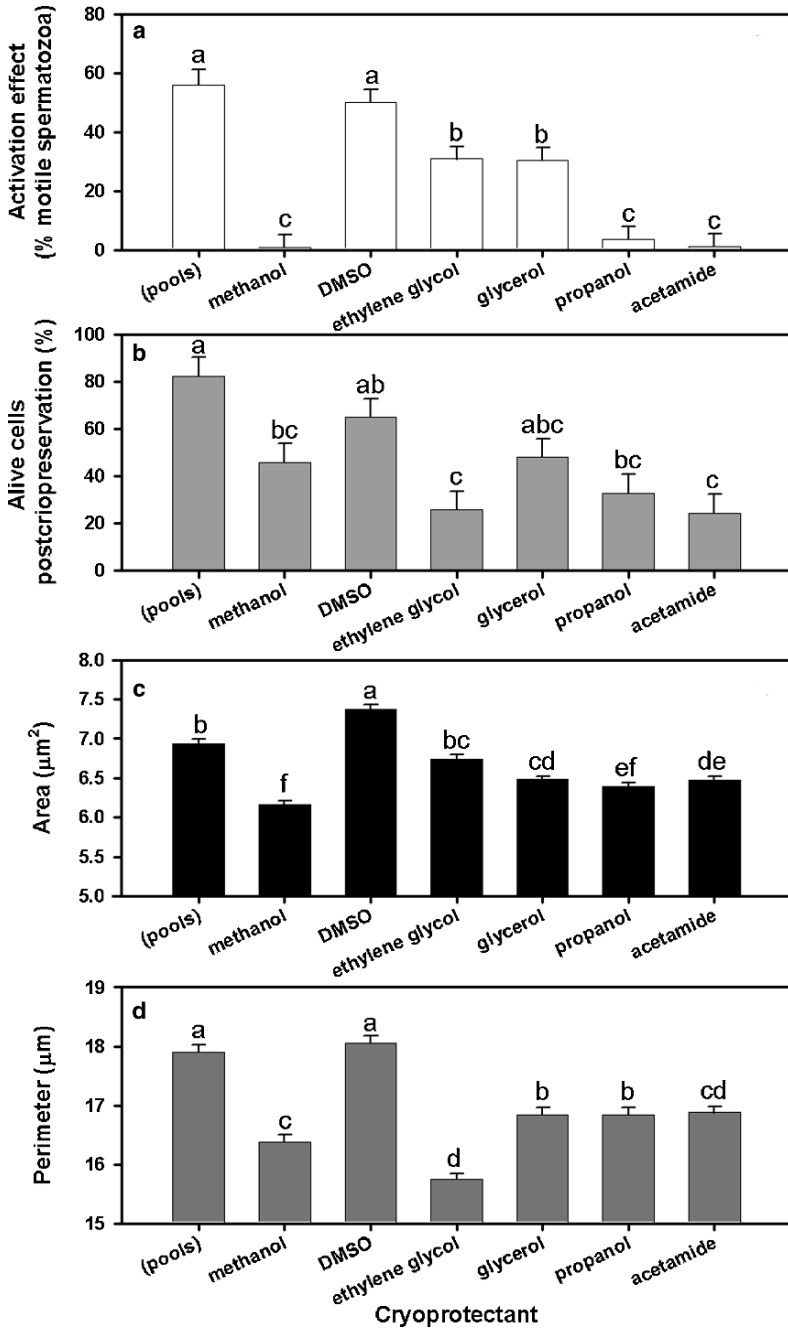 a
Activation effect
(% motile spermatozoa)
80
60
40
20
0
a
c
a
b
b
c
c
(pools)
methanol
DMSO
ethylene glycol
glycerol
propanol
acetamide
b
Alive cells
postcriopreservation (%)
100
80
60
40
20
0
a
bc
ab
c
abc
bc
c
(pools)
methanol
DMSO
ethylene glycol
glycerol
propanol
acetamide
c
Area (µm²)
8.0
7.5
7.0
6.5
6.0
5.5
5.0
b
f
a
bc
cd
ef
de
(pools)
methanol
DMSO
ethylene glycol
glycerol
propanol
acetamide
d
Perimeter (µm)
19
18
17
16
15
a
c
a
d
b
b
cd
(pools)
methanol
DMSO
ethylene glycol
glycerol
propanol
acetamide
Cryoprotectant